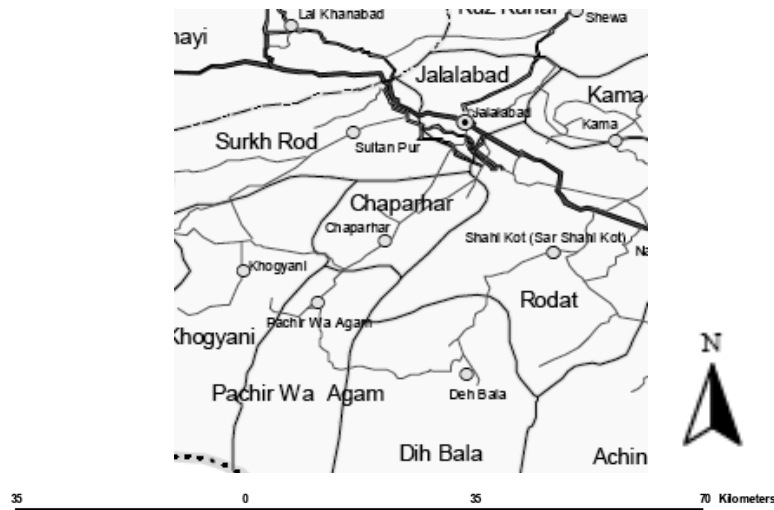 Lal Khanabad
Shewa
Jalalabad
Kama
Jalalabad
Kama
Surkh Rod
Sultan Pur
Chaparhar
Chaparhar
Shahi Kot (Sar Shahi Kot)
Khogyani
Rodat
Pachir Wa Agam
Khogyani
N
Pachir Wa Agam
Deh Bala
Dih Bala
Achin
35 0 35 70 Kilometers